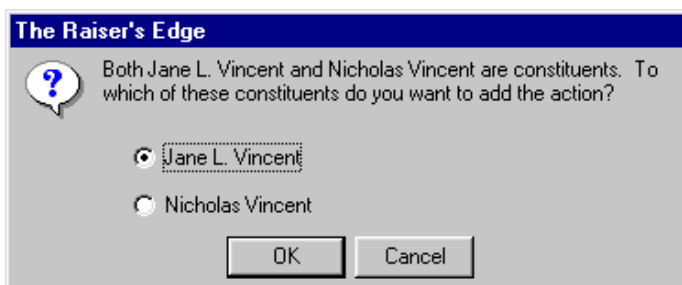 The Raiser's Edge
Both Jane L. Vincent and Nicholas Vincent are constituents.  To
which of these constituents do you want to add the action?
Jane L. Vincent
Nicholas Vincent
OK
Cancel